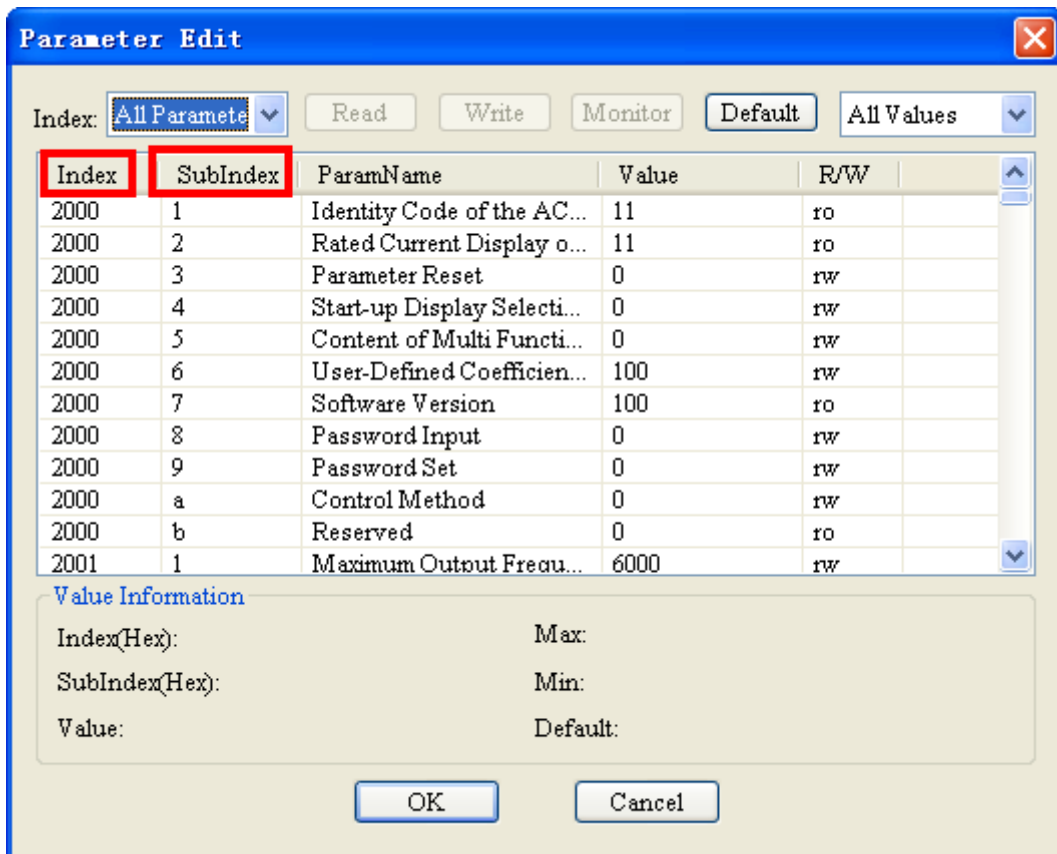 Parameter Edit
Index: All Paramete Read Write Monitor Default All Values
Index SubIndex ParamName Value R/W
2000 1 Identity Code of the AC... 11 ro
2000 2 Rated Current Display o... 11 ro
2000 3 Parameter Reset 0 rw
2000 4 Start-up Display Selecti... 0 rw
2000 5 Content of Multi Functi... 0 rw
2000 6 User-Defined Coefficien... 100 rw
2000 7 Software Version 100 ro
2000 8 Password Input 0 rw
2000 9 Password Set 0 rw
2000 a Control Method 0 rw
2000 b Reserved 0 ro
2001 1 Maximum Output Frequ... 6000 rw
Value Information
Index(Hex): Max:
SubIndex(Hex): Min:
Value: Default:
OK Cancel